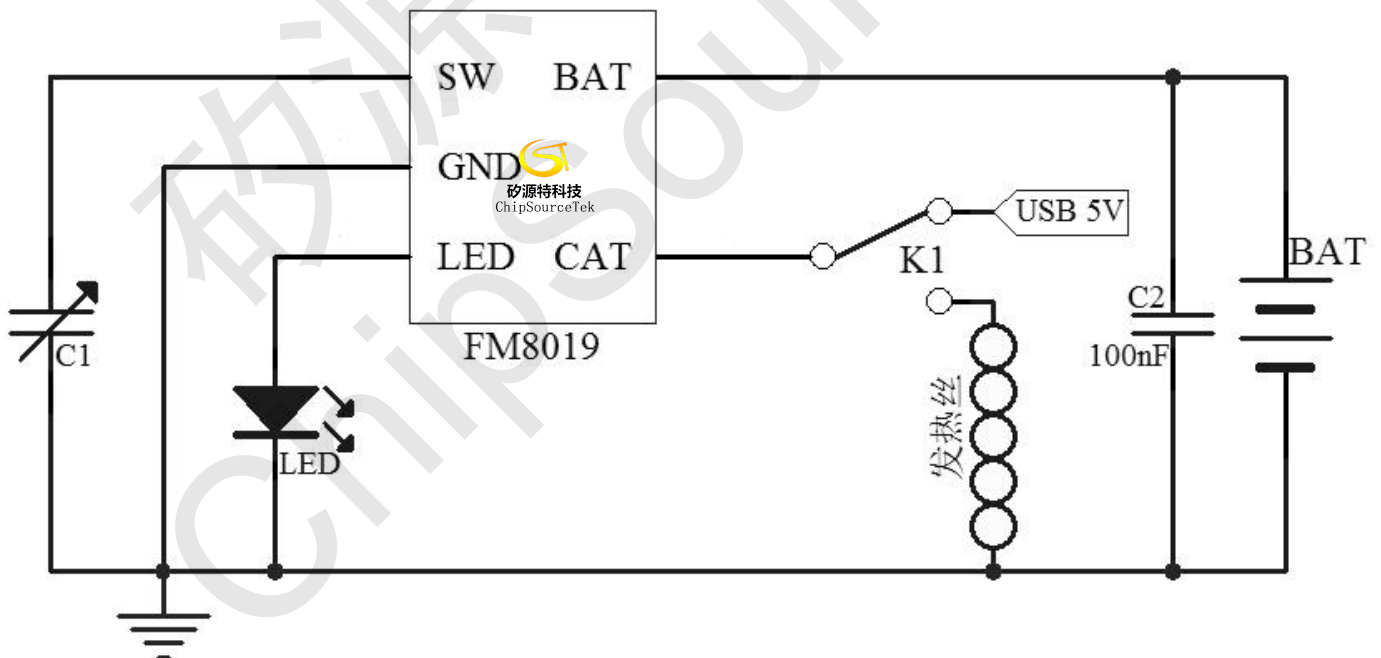 SW BAT
GND
矽源特科技
ChipSourceTek
USB 5V
LED CAT
K1
BAT
C2
100nF
C1
FM8019
发热丝
LED
矽源
ChipSour